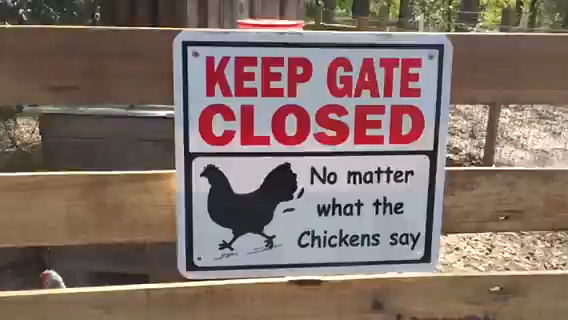 KEEP GATE
CLOSED
No matter
what the
Chickens say